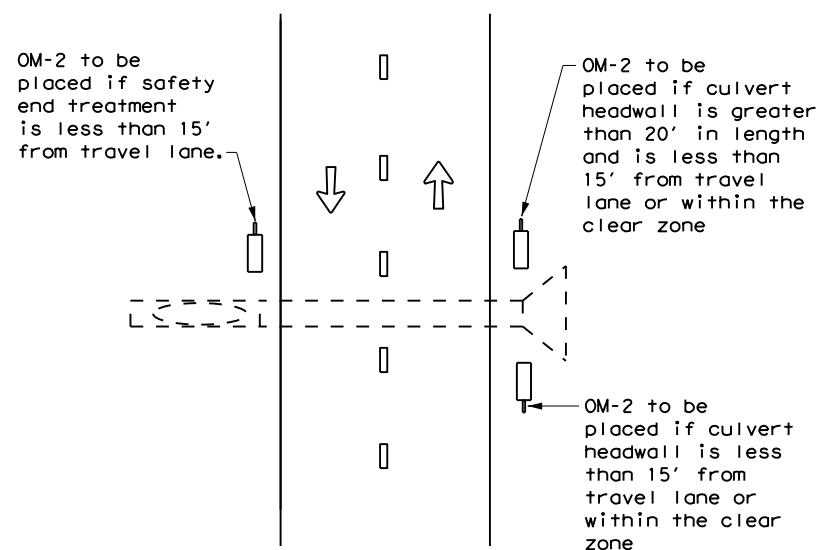 OM-2 to be
placed if safety
end treatment
is less than 15'
from travel lane.
OM-2 to be
placed if culvert
headwall is greater
than 20' in length
and is less than
15' from travel
lane or within the
clear zone
OM-2 to be
placed if culvert
headwall is less
than 15' from
travel lane or
within the clear
zone